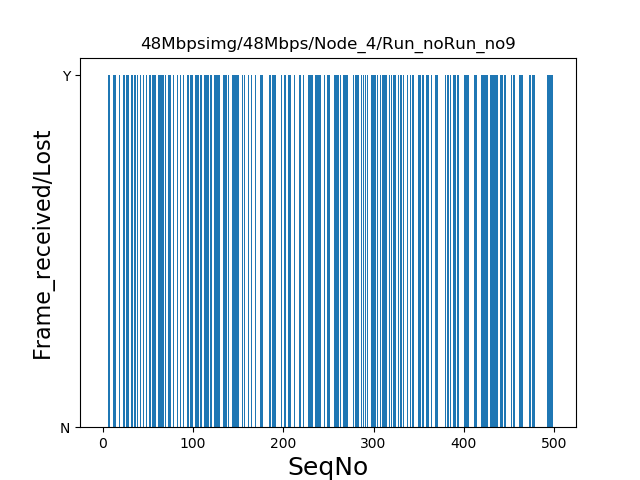 48Mbpsimg/48Mbps/Node_4/Run_noRun_no9
Y
Frame_received/Lost
N
0 100 200 300 400 500
SeqNo